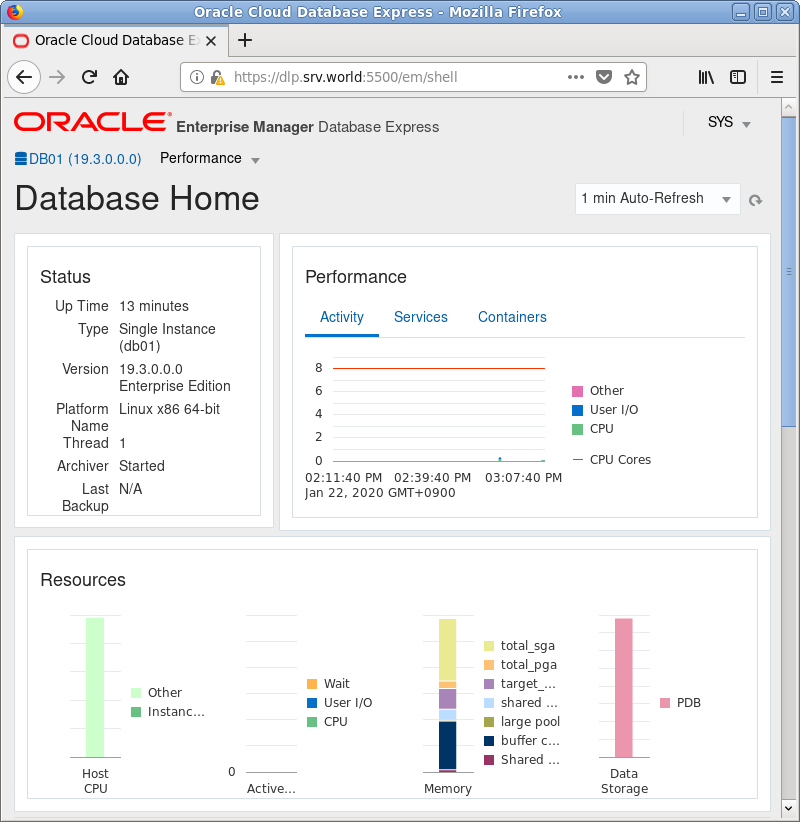 Oracle Cloud Database Express - Mozilla Firefox
Oracle Cloud Database E
https://dlp.srv.world:5500/em/shell
ORACLE Enterprise Manager Database Express
SYS
DB01 (19.3.0.0.0) Performance
Database Home
1 min Auto-Refresh
Status
Up Time 13 minutes
Type Single Instance
(db01)
Version 19.3.0.0.0
Enterprise Edition
Platform Linux x86 64-bit
Name
Thread 1
Archiver Started
Last N/A
Backup
Performance
Activity Services Containers
8
6
4
2
0
02:11:40 PM 02:39:40 PM 03:07:40 PM
Jan 22, 2020 GMT+0900
Other
User I/O
CPU
CPU Cores
Resources
Other
Instanc...
Host
CPU
Wait
User I/O
CPU
0
Active...
total_sga
total_pga
target_...
shared ...
large pool
buffer c...
Shared ...
Memory
PDB
Data
Storage